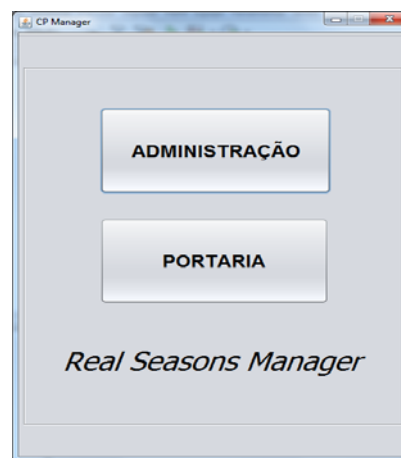 CP Manager
ADMINISTRAÇÃO
PORTARIA
Real Seasons Manager